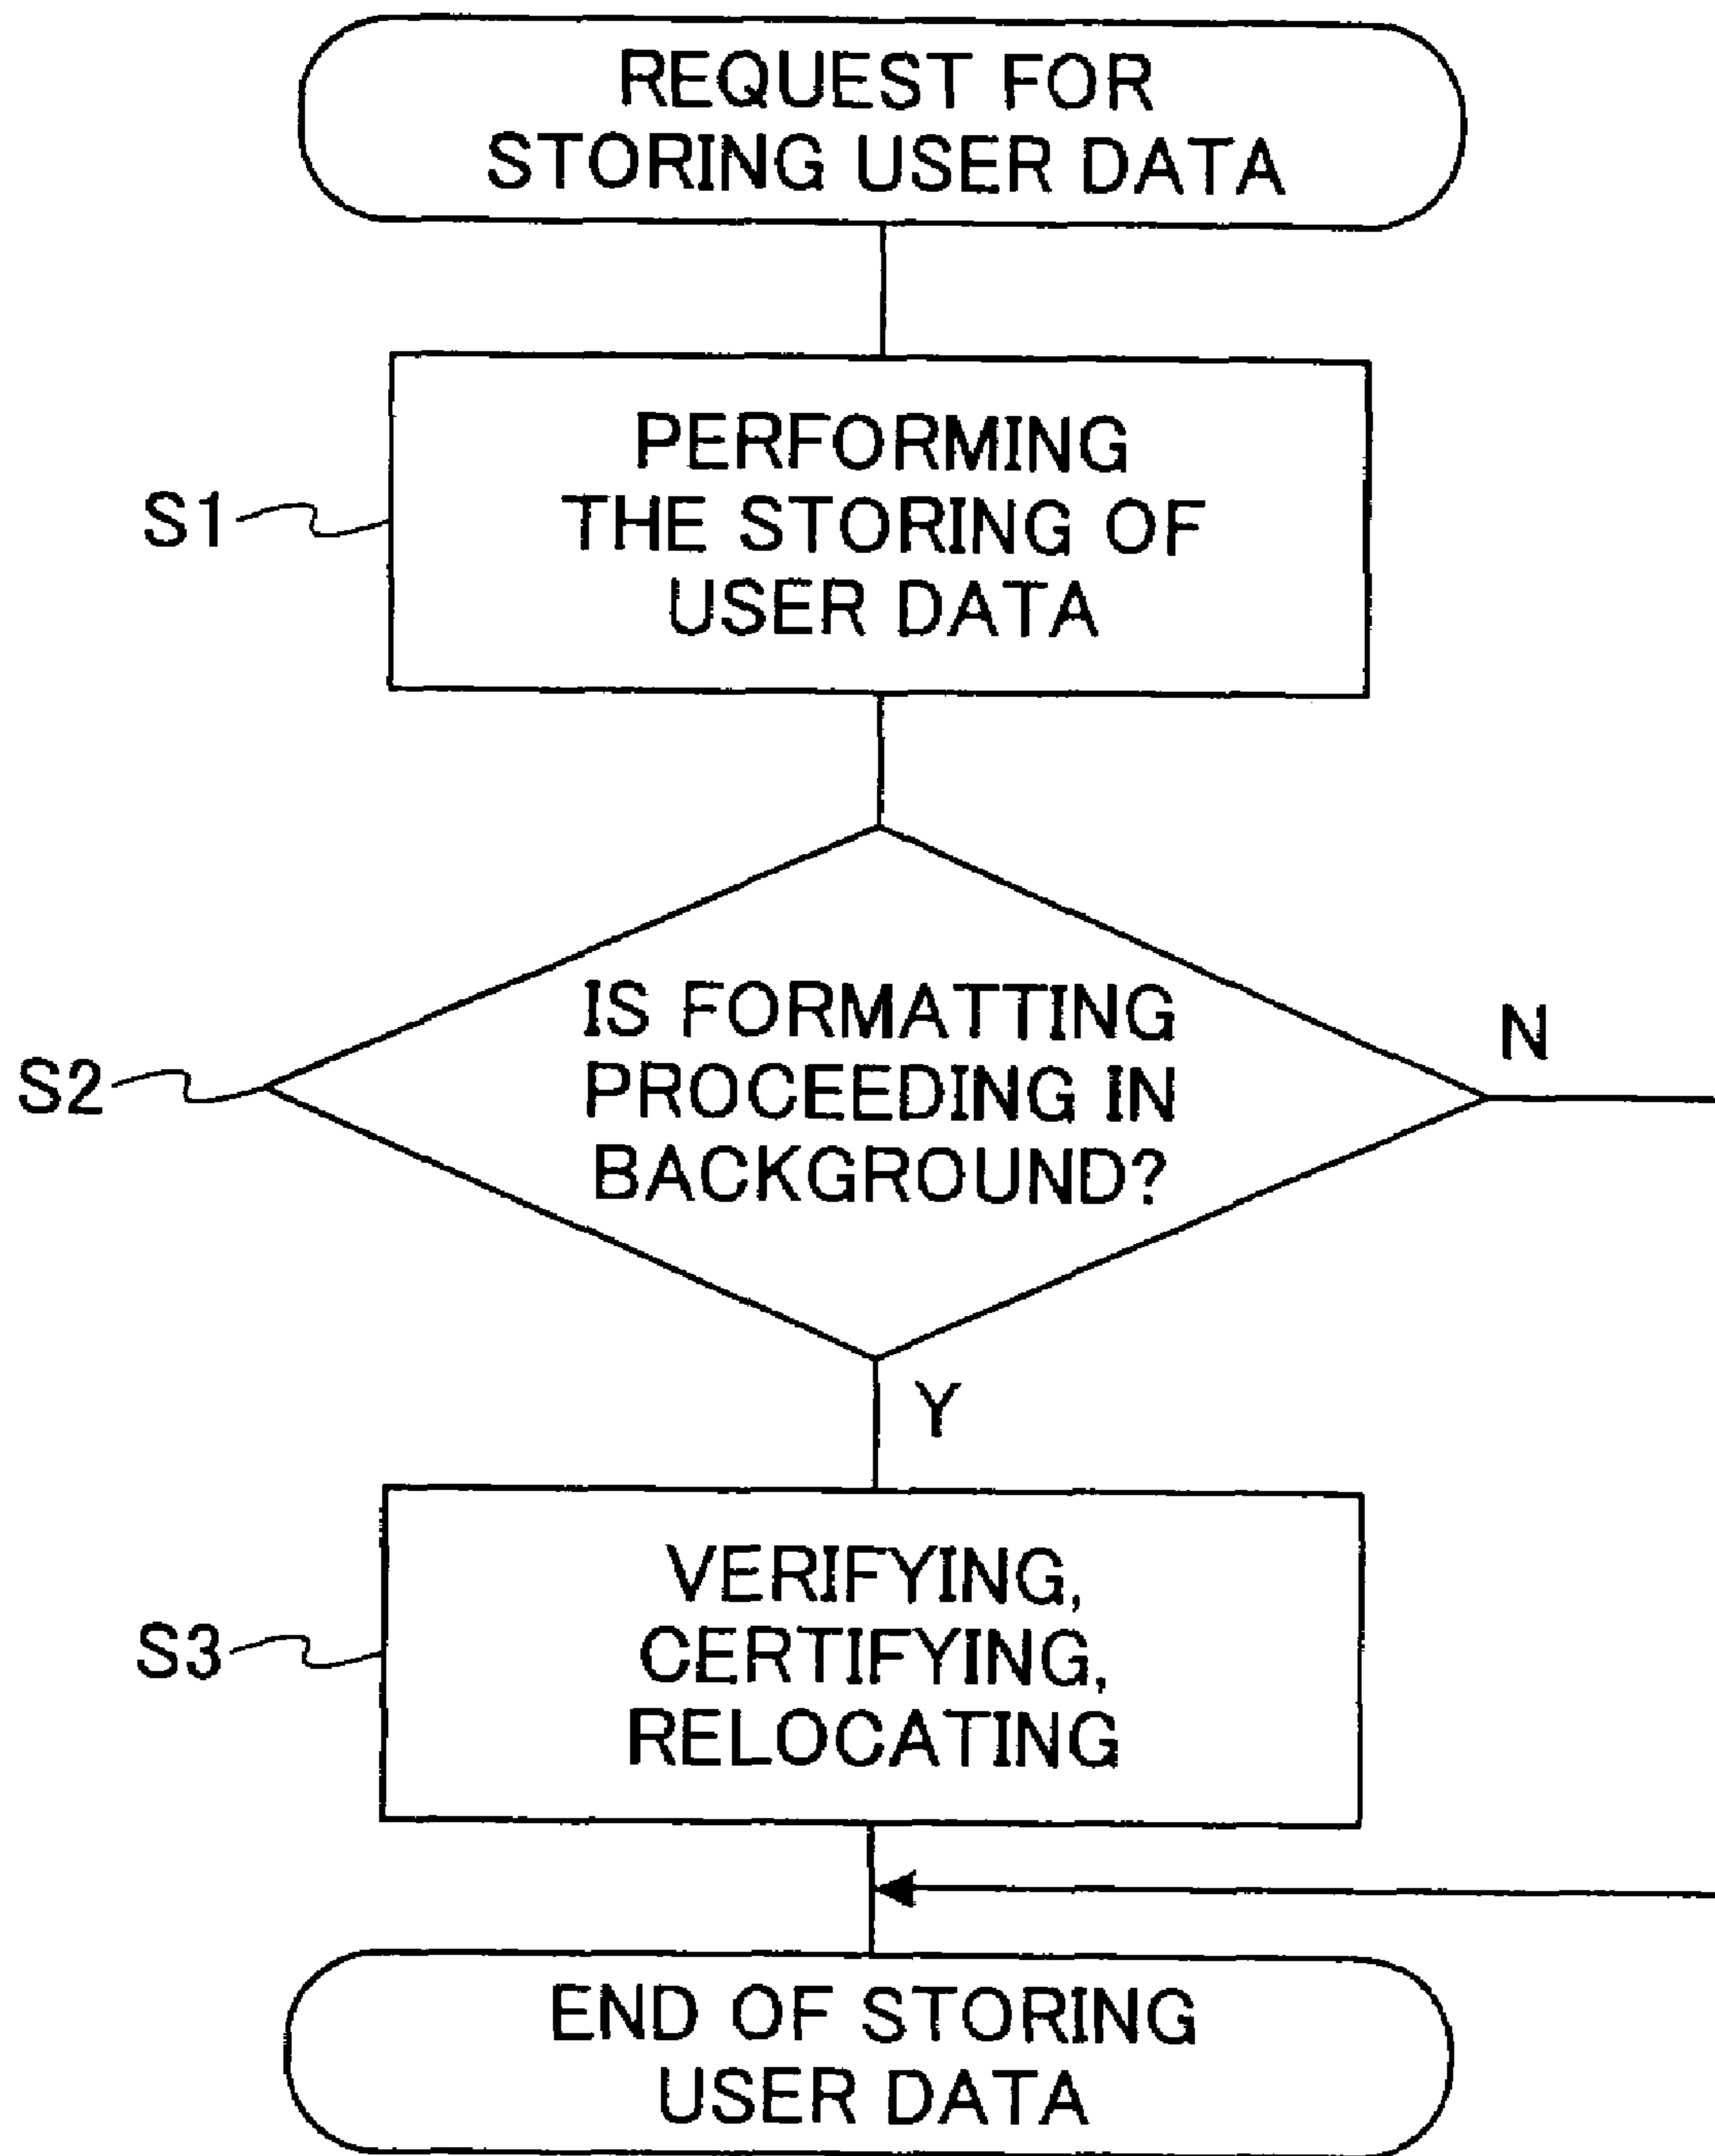 REQUEST FOR
STORING USER DATA
S1
PERFORMING
THE STORING OF
USER DATA
S2
IS FORMATTING
PROCEEDING IN
BACKGROUND?
N
Y
S3
VERIFYING,
CERTIFYING,
RELOCATING
END OF STORING
USER DATA